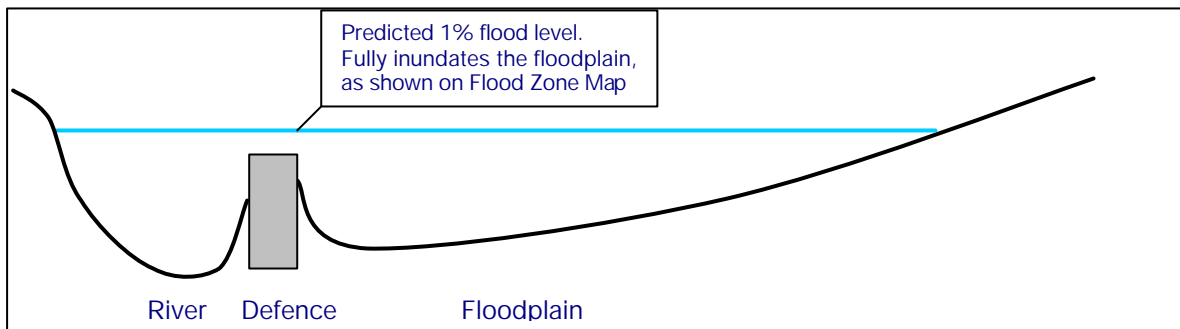 Predicted 1% flood level.
Fully inundates the floodplain,
as shown on Flood Zone Map
River Defence Floodplain